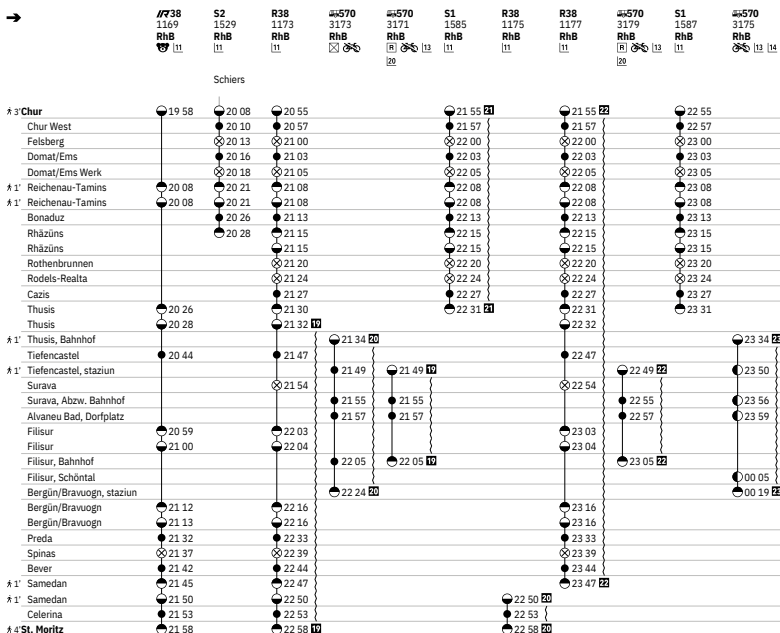 ➔ IR38 S2 R38 570 570 S1 R38 R38 570 S1 570
1169 1529 1173 3173 3171 1585 1175 1177 3179 1587 3175
RhB RhB RhB RhB RhB RhB RhB RhB RhB RhB RhB
11 11 11 R 13 11 11 11 R 13 11 13 14
20 20
Schiers
3' Chur 19 58 20 08 20 55 21 55 21 21 55 22 22 55
Chur West 20 10 20 57 21 57 21 57 22 57
Felsberg 20 13 21 00 22 00 22 00 23 00
Domat/Ems 20 16 21 03 22 03 22 03 23 03
Domat/Ems Werk 20 18 21 05 22 05 22 05 23 05
1' Reichenau-Tamins 20 08 20 21 21 08 22 08 22 08 23 08
1' Reichenau-Tamins 20 08 20 21 21 08 22 08 22 08 23 08
Bonaduz 20 26 21 13 22 13 22 13 23 13
Rhäzüns 20 28 21 15 22 15 22 15 23 15
Rhäzüns 21 15 22 15 22 15 23 15
Rothenbrunnen 21 20 22 20 22 20 23 20
Rodels-Realta 21 24 22 24 22 24 23 24
Cazis 21 27 22 27 22 27 23 27
Thusis 20 26 21 30 22 31 21 22 31 23 31
Thusis 20 28 21 32 19 22 32
1' Thusis, Bahnhof 21 34 20 23 34 23
Tiefencastel 20 44 21 47 22 47
1' Tiefencastel, staziun 21 49 21 49 19 22 49 22 23 50
Surava 21 54 22 54
Surava, Abzw. Bahnhof 21 55 21 55 22 55 23 56
Alvaneu Bad, Dorfplatz 21 57 21 57 22 57 23 59
Filisur 20 59 22 03 23 03
Filisur 21 00 22 04 23 04
Filisur, Bahnhof 22 05 22 05 19 23 05 22
Filisur, Schöntal 00 05
Bergün/Bravuogn, staziun 22 24 20 00 19 23
Bergün/Bravuogn 21 12 22 16 23 16
Bergün/Bravuogn 21 13 22 16 23 16
Preda 21 32 22 33 23 33
Spinas 21 37 22 39 23 39
Bever 21 42 22 44 23 44
1' Samedan 21 45 22 47 23 47 22
1' Samedan 21 50 22 50 22 50 20
Celerina 21 53 22 53 22 53
4' St. Moritz 21 58 22 58 19 22 58 20